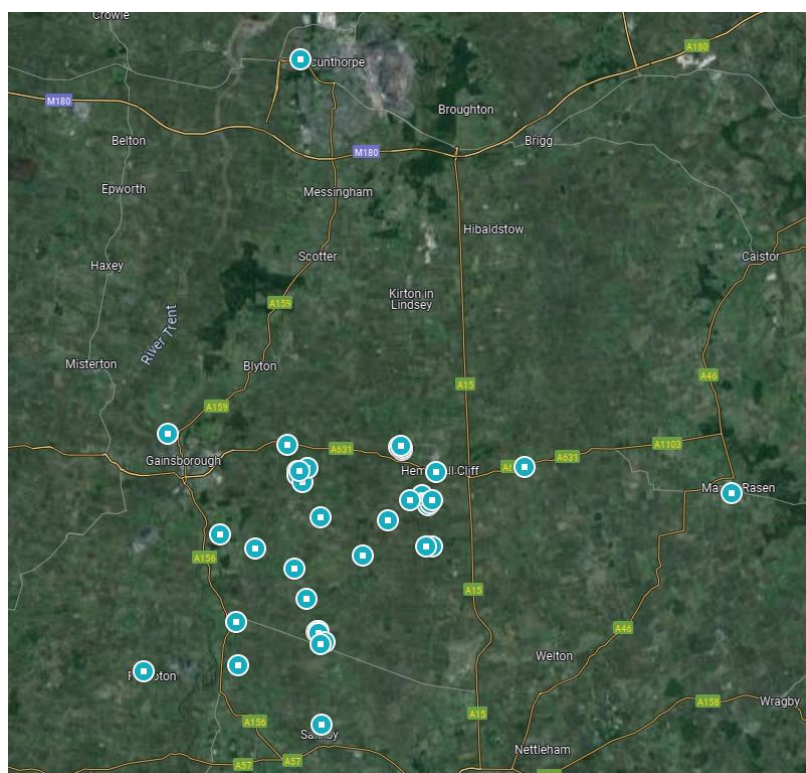 Crowle
A180
M180
Broughton
Belton
Brigg
M180
Epworth
Messingham
Hibaldstow
Scotter
Caistor
Haxey
Kirton in
Lindsey
A159
River Trent
Misterton
Blyton
A46
A15
A159
A631
A631
A1103
Gainsborough
A156
A15
A46
Welton
Wragby
A15
A158
A156
Nettleham
A57
A57